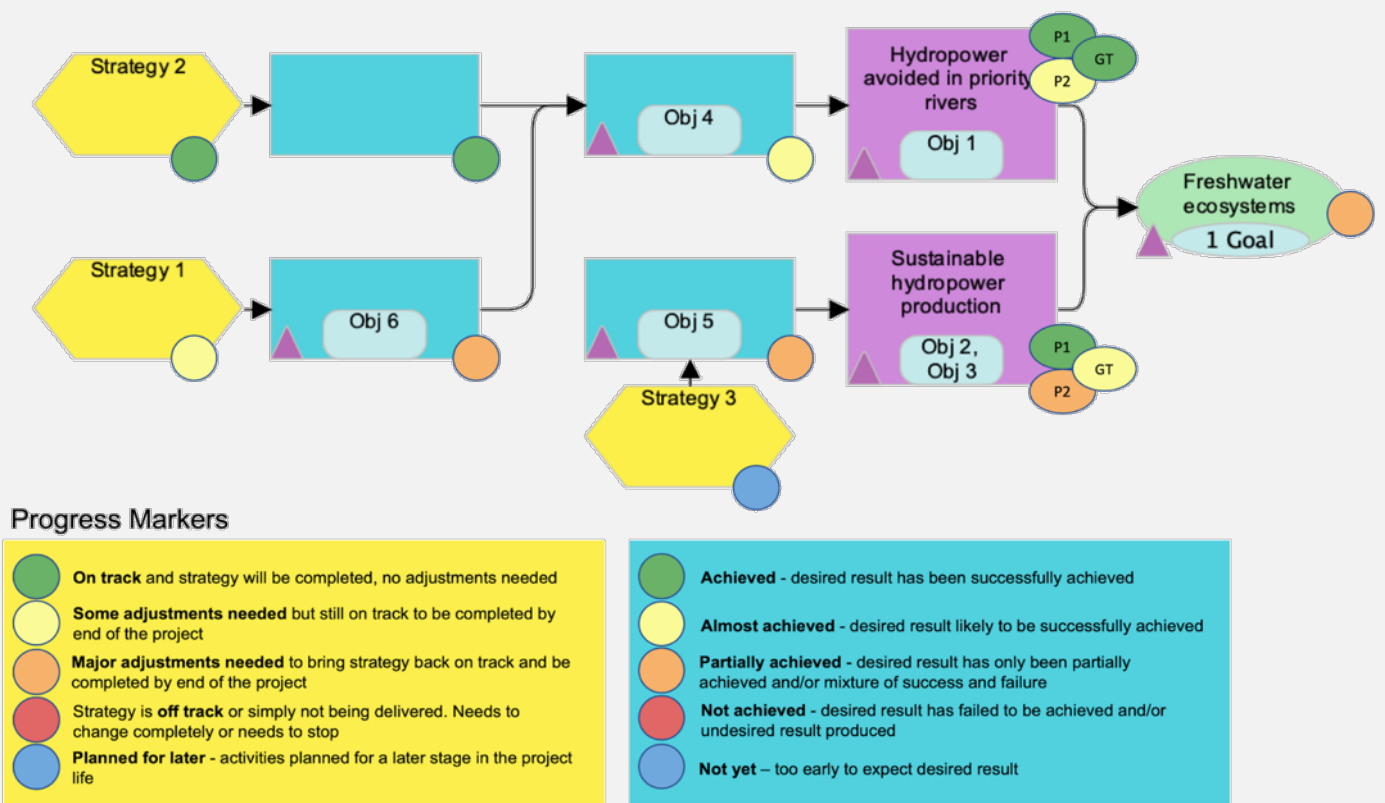 Strategy 2
Obj 4
Hydropower
avoided in priority
rivers
Obj 1
P1
GT
P2
Freshwater
ecosystems
1 Goal
Strategy 1
Obj 6
Obj 5
Sustainable
hydropower
production
Obj 2,
Obj 3
P1
GT
P2
Strategy 3
Progress Markers
On track and strategy will be completed, no adjustments needed
Some adjustments needed but still on track to be completed by
end of the project
Major adjustments needed to bring strategy back on track and be
completed by end of the project
Strategy is off track or simply not being delivered. Needs to
change completely or needs to stop
Planned for later - activities planned for a later stage in the project
life
Achieved - desired result has been successfully achieved
Almost achieved - desired result likely to be successfully achieved
Partially achieved - desired result has only been partially
achieved and/or mixture of success and failure
Not achieved - desired result has failed to be achieved and/or
undesired result produced
Not yet – too early to expect desired result